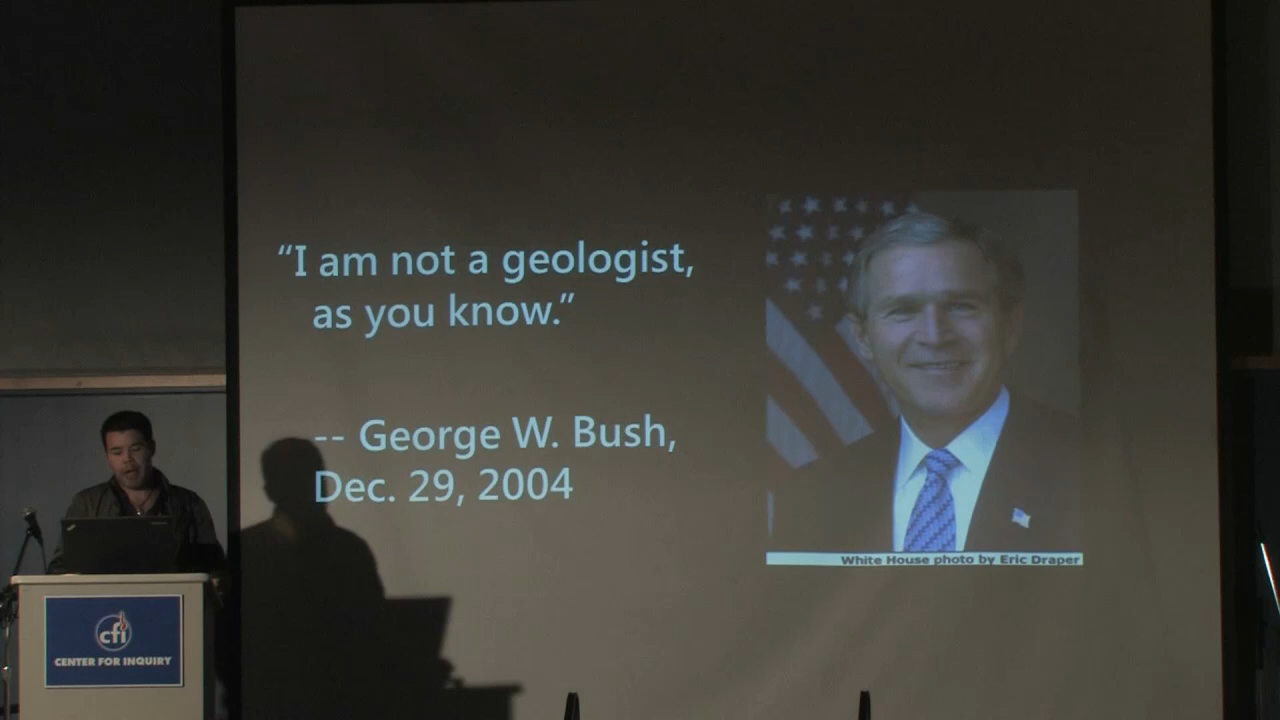 “I am not a geologist,
as you know.”
-- George W. Bush,
Dec. 29, 2004
White House photo by Eric Draper
cfi
CENTER FOR INQUIRY